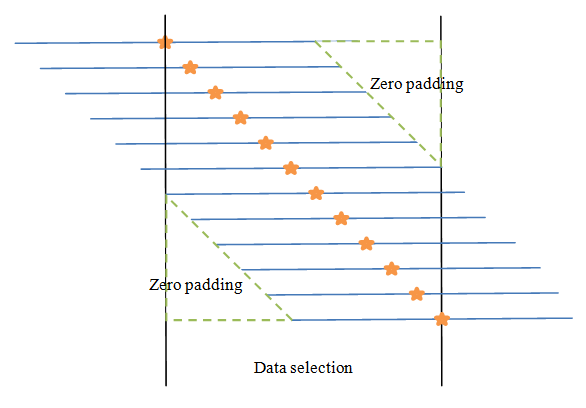 Zero padding
Zero padding
Data selection